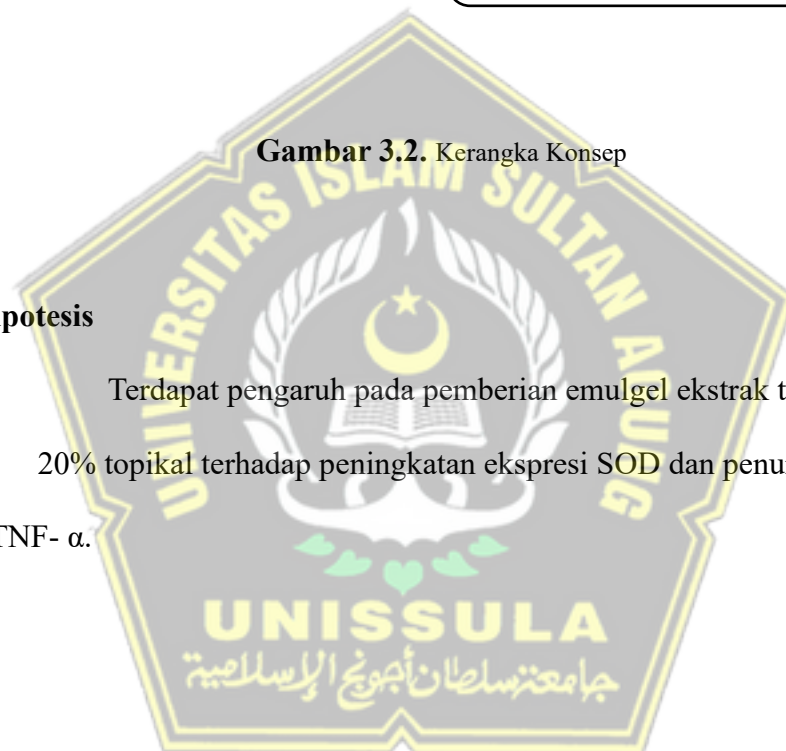 Gambar 3.2. Kerangka Konsep
UNIVERSITAS ISLAM SULTAN AGUNG
potesis
Terdapat pengaruh pada pemberian emulgel ekstrak t
20% topikal terhadap peningkatan ekspresi SOD dan penu
TNF- α.
UNISSULA
جامعة سلطان أجونج الإسلامية